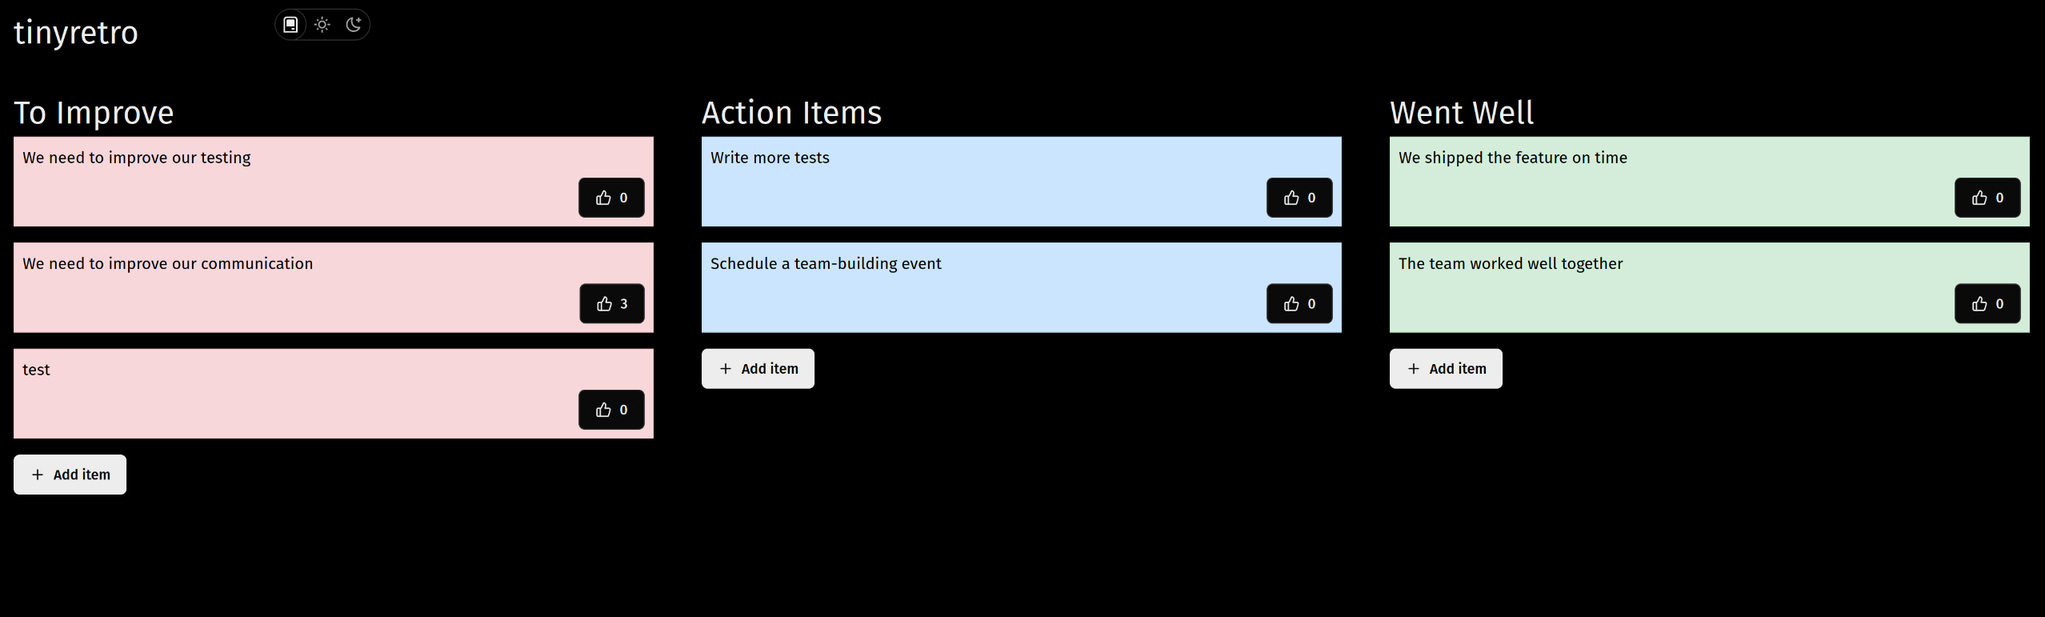 tinyretro
To Improve
We need to improve our testing
0
We need to improve our communication
3
test
0
+ Add item
Action Items
Write more tests
0
Schedule a team-building event
0
+ Add item
Went Well
We shipped the feature on time
0
The team worked well together
0
+ Add item